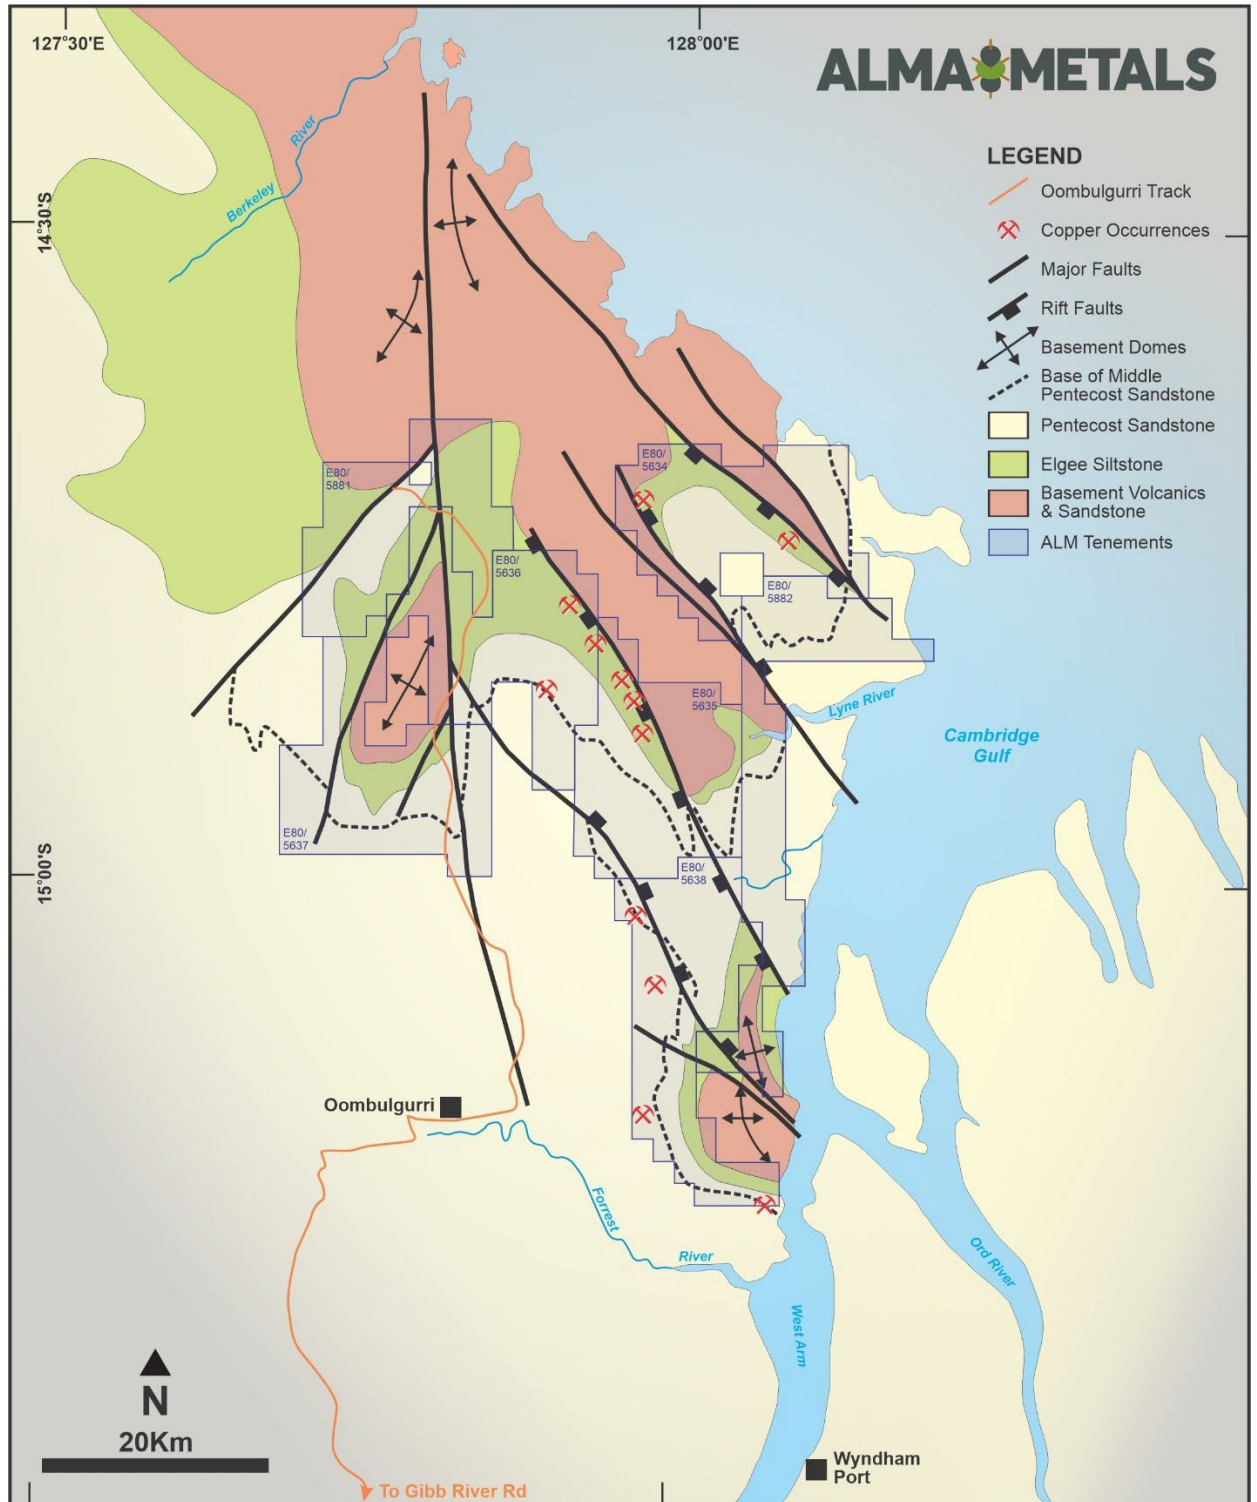 127°30'E
128°00'E
ALMA METALS
LEGEND
Oombulgurri Track
Copper Occurrences
Major Faults
Rift Faults
Basement Domes
Base of Middle
Pentecost Sandstone
Pentecost Sandstone
Elgee Siltstone
Basement Volcanics
& Sandstone
ALM Tenements
Berkeley River
14°30'S
E80/
5881
E80/
5634
E80/
5636
E80/
5882
E80/
5635
Lyne River
Cambridge
Gulf
E80/
5637
E80/
5638
15°00'S
Oombulgurri
Forrest
River
Ord River
West Arm
N
20Km
Wyndham
Port
To Gibb River Rd